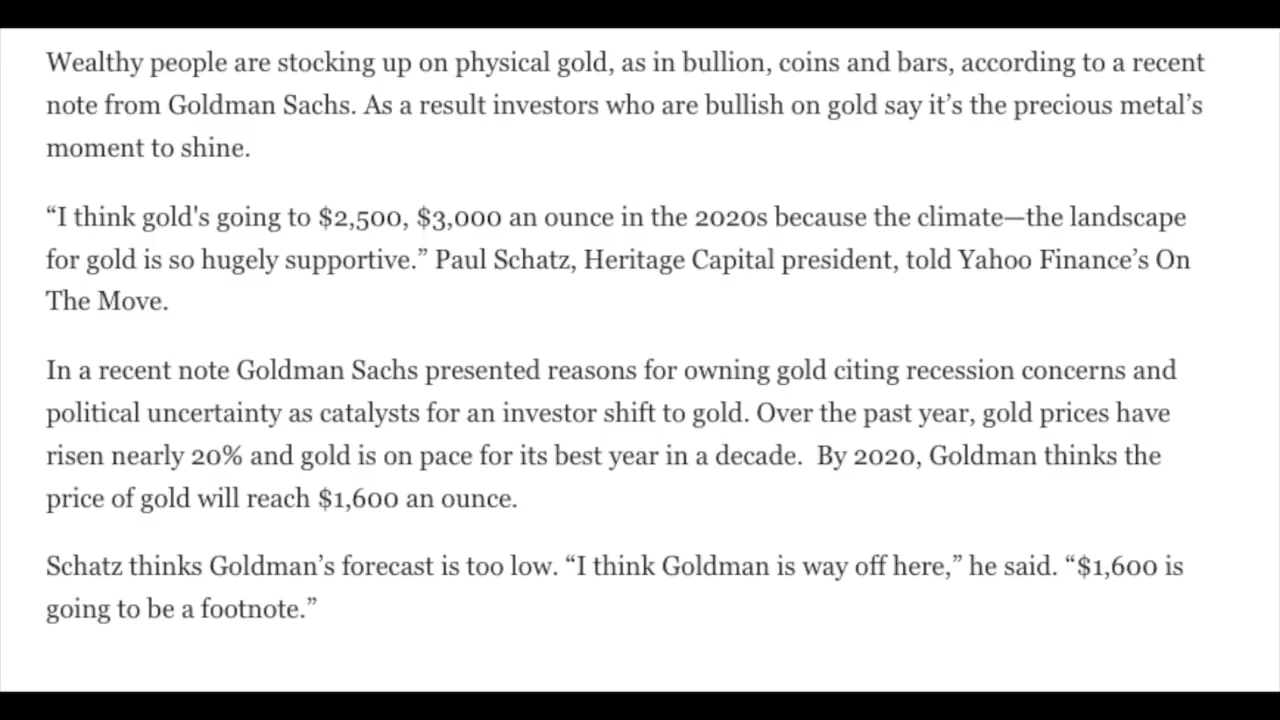 Wealthy people are stocking up on physical gold, as in bullion, coins and bars, according to a recent
note from Goldman Sachs. As a result investors who are bullish on gold say it’s the precious metal’s
moment to shine.
“I think gold's going to $2,500, $3,000 an ounce in the 2020s because the climate—the landscape
for gold is so hugely supportive.” Paul Schatz, Heritage Capital president, told Yahoo Finance’s On
The Move.
In a recent note Goldman Sachs presented reasons for owning gold citing recession concerns and
political uncertainty as catalysts for an investor shift to gold. Over the past year, gold prices have
risen nearly 20% and gold is on pace for its best year in a decade.  By 2020, Goldman thinks the
price of gold will reach $1,600 an ounce.
Schatz thinks Goldman’s forecast is too low. “I think Goldman is way off here,” he said. “$1,600 is
going to be a footnote.”